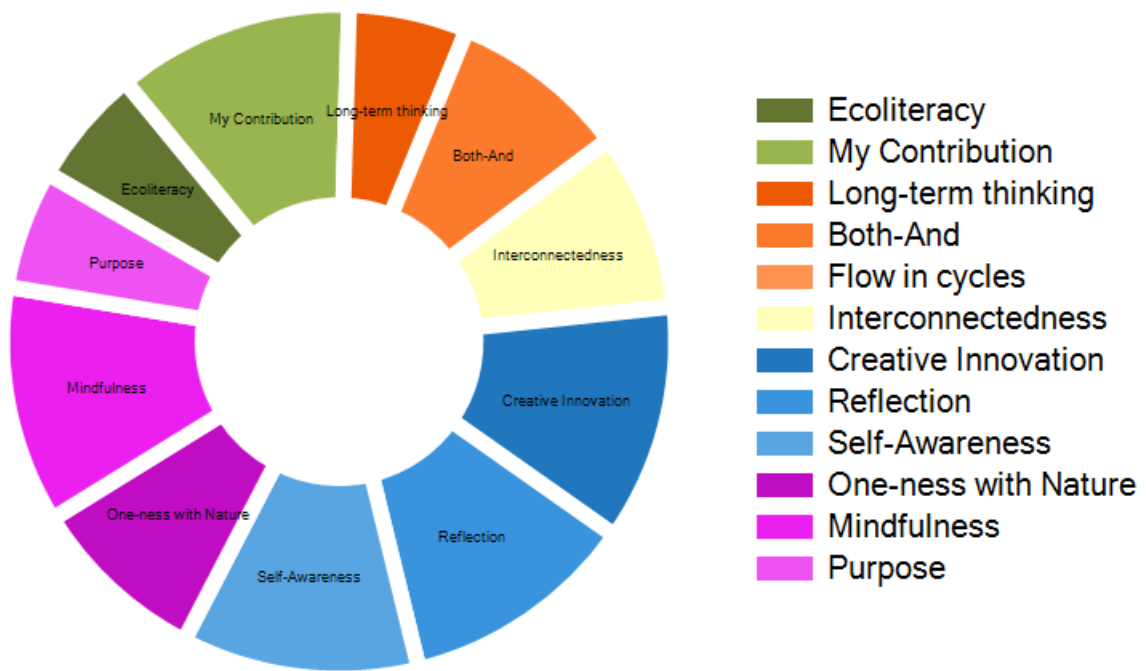 My Contribution
Long-term thinking
Both-And
Ecoliteracy
Interconnectedness
Purpose
Mindfulness
Creative Innovation
One-ness with Nature
Reflection
Self-Awareness
Ecoliteracy
My Contribution
Long-term thinking
Both-And
Flow in cycles
Interconnectedness
Creative Innovation
Reflection
Self-Awareness
One-ness with Nature
Mindfulness
Purpose